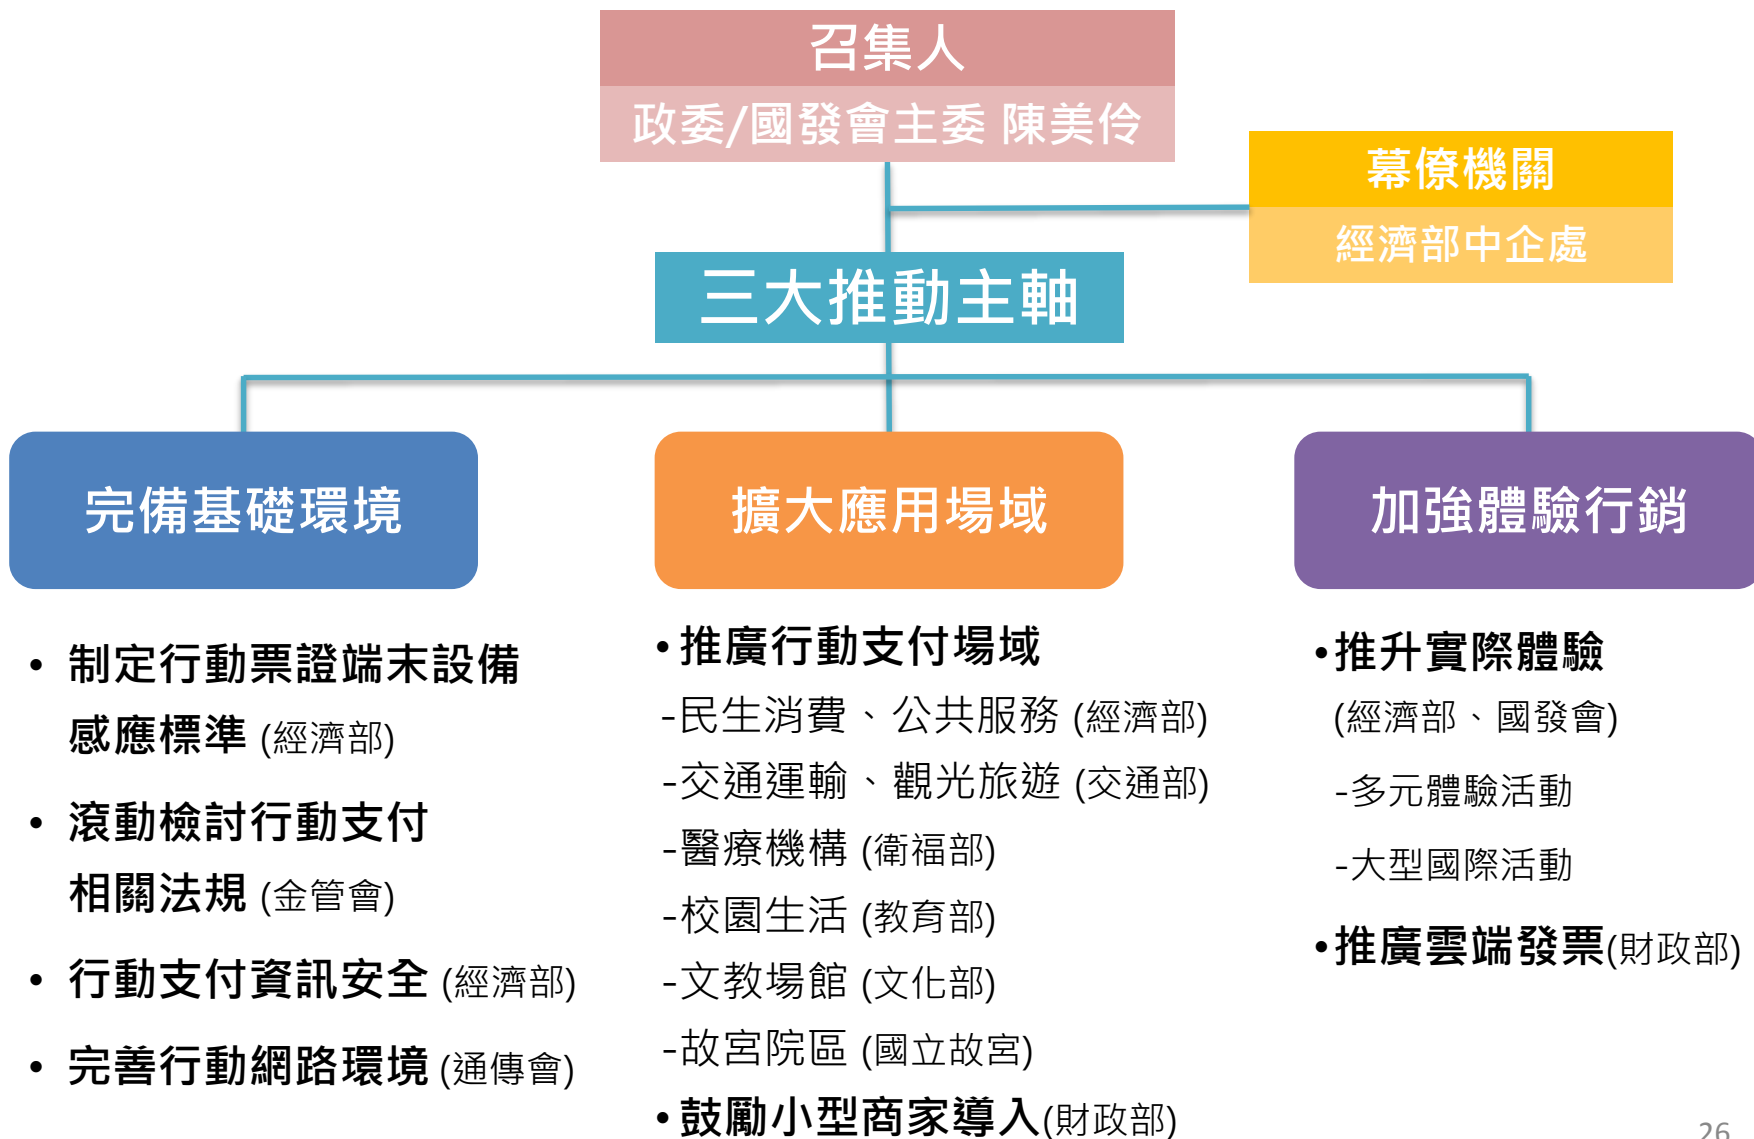 召集人
政委/國發會主委 陳美伶
幕僚機關
經濟部中企處
三大推動主軸
完備基礎環境
• 制定行動票證端末設備
感應標準 (經濟部)
• 滾動檢討行動支付
相關法規 (金管會)
• 行動支付資訊安全 (經濟部)
• 完善行動網路環境 (通傳會)
擴大應用場域
•推廣行動支付場域
-民生消費、公共服務 (經濟部)
-交通運輸、觀光旅遊 (交通部)
-醫療機構 (衛福部)
-校園生活 (教育部)
-文教場館 (文化部)
-故宮院區 (國立故宮)
•鼓勵小型商家導入(財政部)
加強體驗行銷
•推升實際體驗
(經濟部、國發會)
-多元體驗活動
-大型國際活動
•推廣雲端發票(財政部)
26